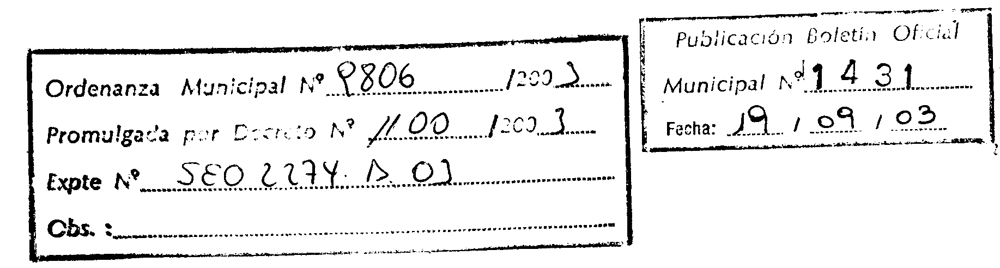 Ordenanza Municipal Nº 9806 /2003
Promulgada por Decreto Nº 1100 /2003
Expte Nº SEO 2274. D. 03
Obs. :
Publicación Boletín Oficial
Municipal Nº 1431
Fecha: 19 / 09 / 03